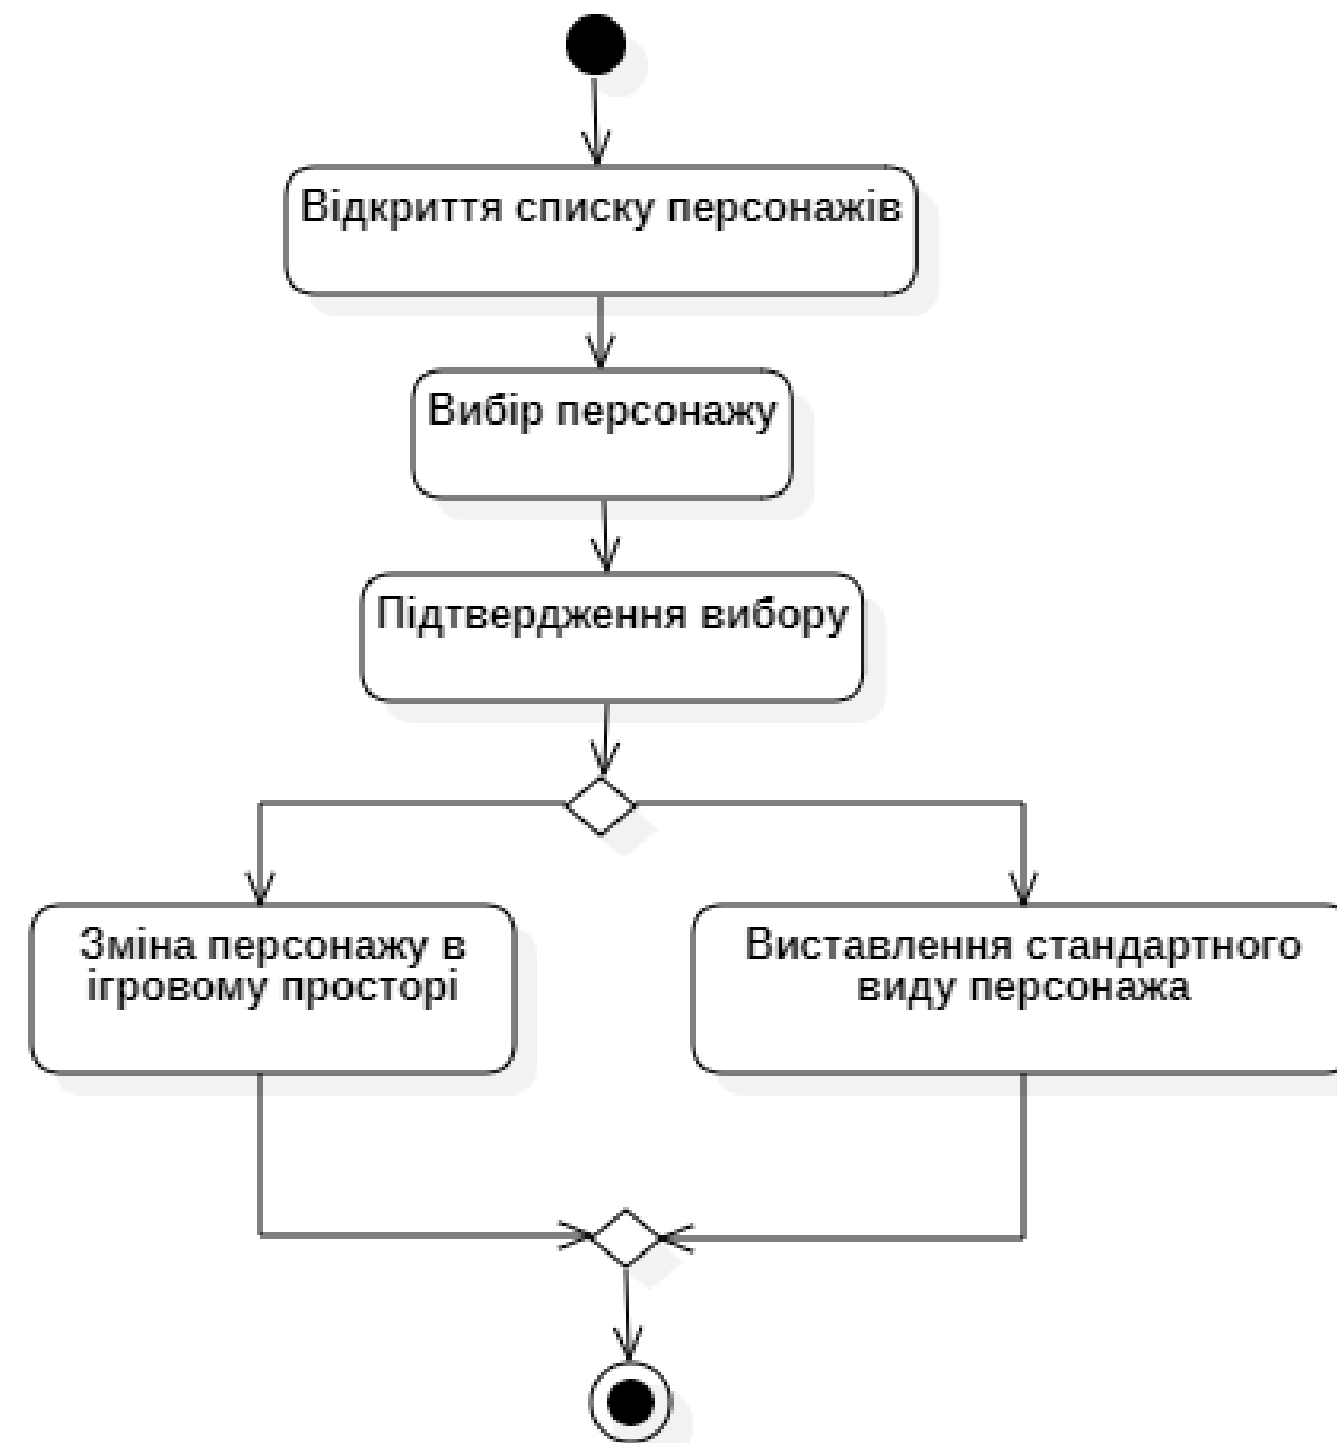 Відкриття списку персонажів
Вибір персонажу
Підтвердження вибору
Зміна персонажу в
ігровому просторі
Виставлення стандартного
виду персонажа